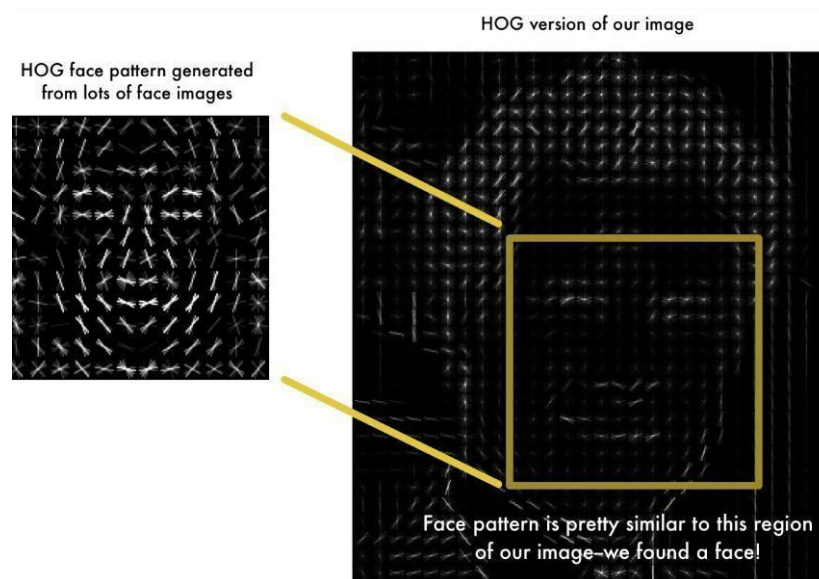 HOG version of our image
HOG face pattern generated
from lots of face images
Face pattern is pretty similar to this region
of our image–we found a face!